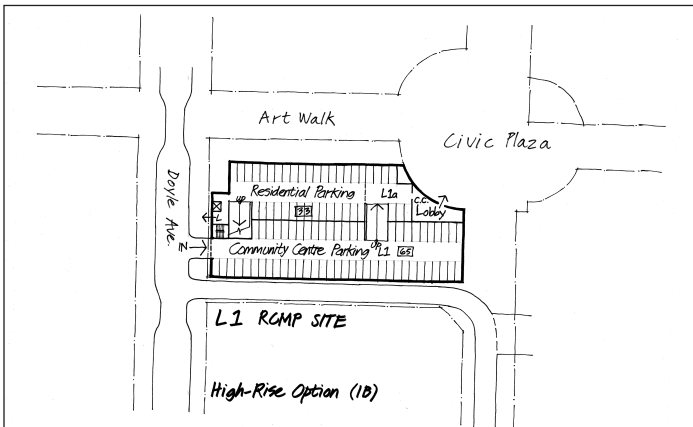 Art Walk
Civic Plaza
Doyle Ave.
Residential Parking
L1a
UP
33
C.C.
Lobby
L
IN
Community Centre Parking
UP
L1
65
L1 RCMP SITE
High-Rise Option (1B)